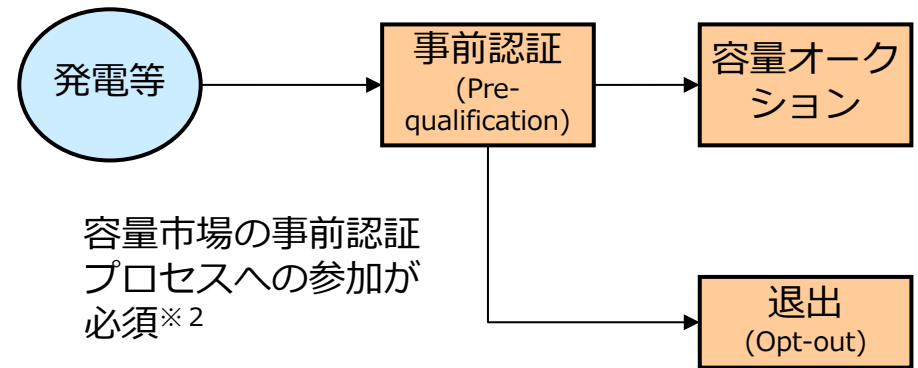 発電等
事前認証
(Pre-
qualification)
容量オーク
ション
容量市場の事前認証
プロセスへの参加が
必須※2
退出
(Opt-out)